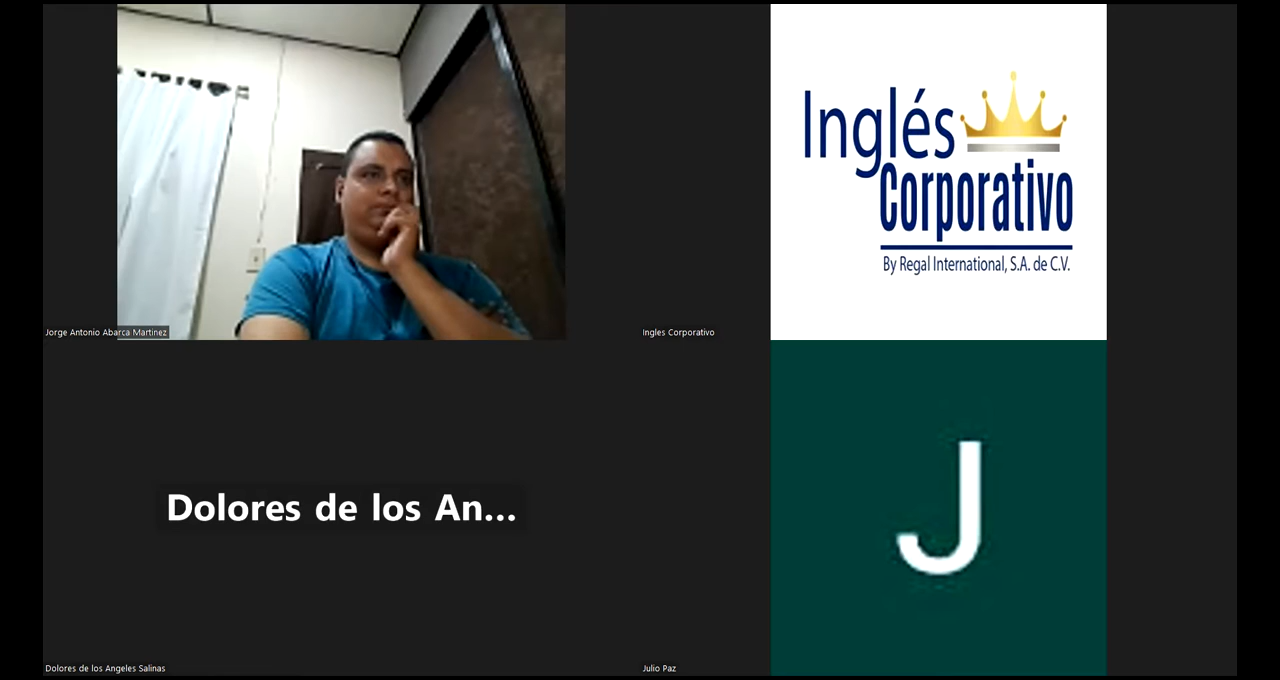 Inglés
Corporativo
By Regal International, S.A. de C.V.
Jorge Antonio Abarca Martinez
Ingles Corporativo
Dolores de los An...
J
Dolores de los Angeles Salinas
Julio Paz